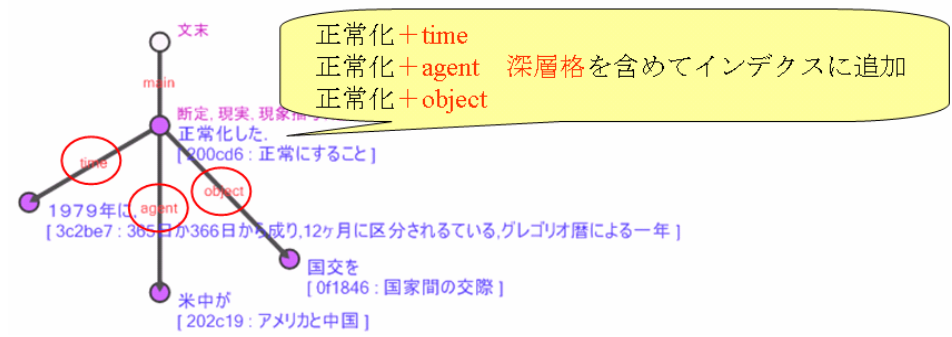 文末
正常化＋time
正常化＋agent　深層格を含めてインデクスに追加
正常化＋object
main
断定, 現実, 現象
正常化した.
[ 200cd6 : 正常にすること ]
time
object
agent
1979年に,
[ 3c2be7 : 365日か366日から成り,12ヶ月に区分されるている,グレゴリオ暦による一年 ]
国交を
[ 0f1846 : 国家間の交際 ]
米中が
[ 202c19 : アメリカと中国 ]